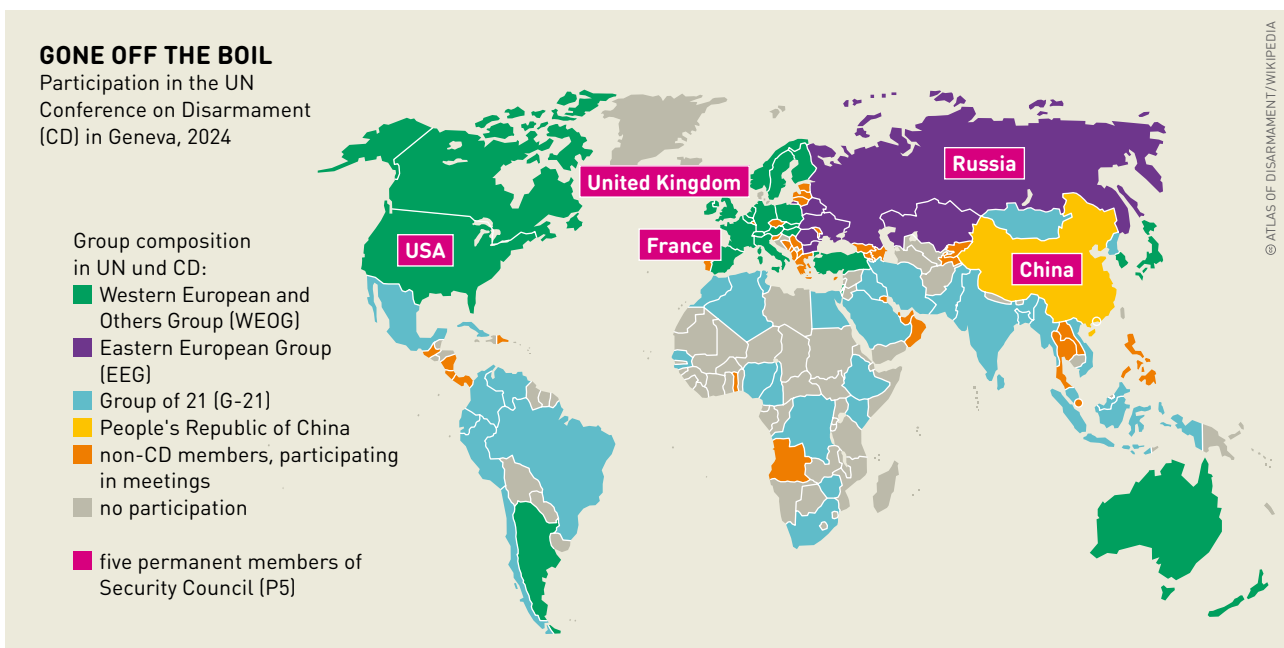 GONE OFF THE BOIL
Participation in the UN
Conference on Disarmament
(CD) in Geneva, 2024
Group composition
in UN und CD:
Western European and
Others Group (WEOG)
Eastern European Group
(EEG)
Group of 21 (G-21)
People's Republic of China
non-CD members, participating
in meetings
no participation
five permanent members of
Security Council (P5)
USA
United Kingdom
France
Russia
China
© ATLAS OF DISARMAMENT/WIKIPEDIA